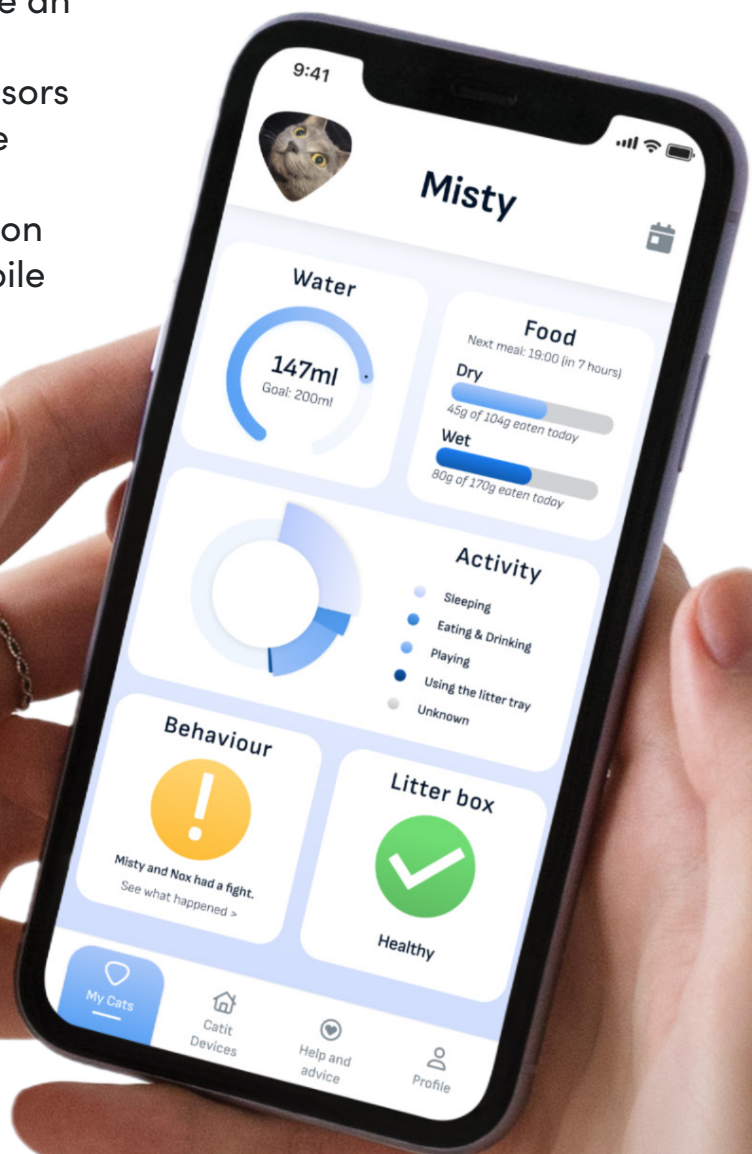 e an
sors
e
on
bile
9:41
Misty
Water
147ml
Goal: 200ml
Food
Next meal: 19:00 (in 7 hours)
Dry
45g of 104g eaten today
Wet
80g of 170g eaten today
Activity
Sleeping
Eating & Drinking
Playing
Using the litter tray
Unknown
Behaviour
!
Misty and Nox had a fight.
See what happened >
Litter box
Healthy
My Cats
Catit
Devices
Help and
advice
Profile